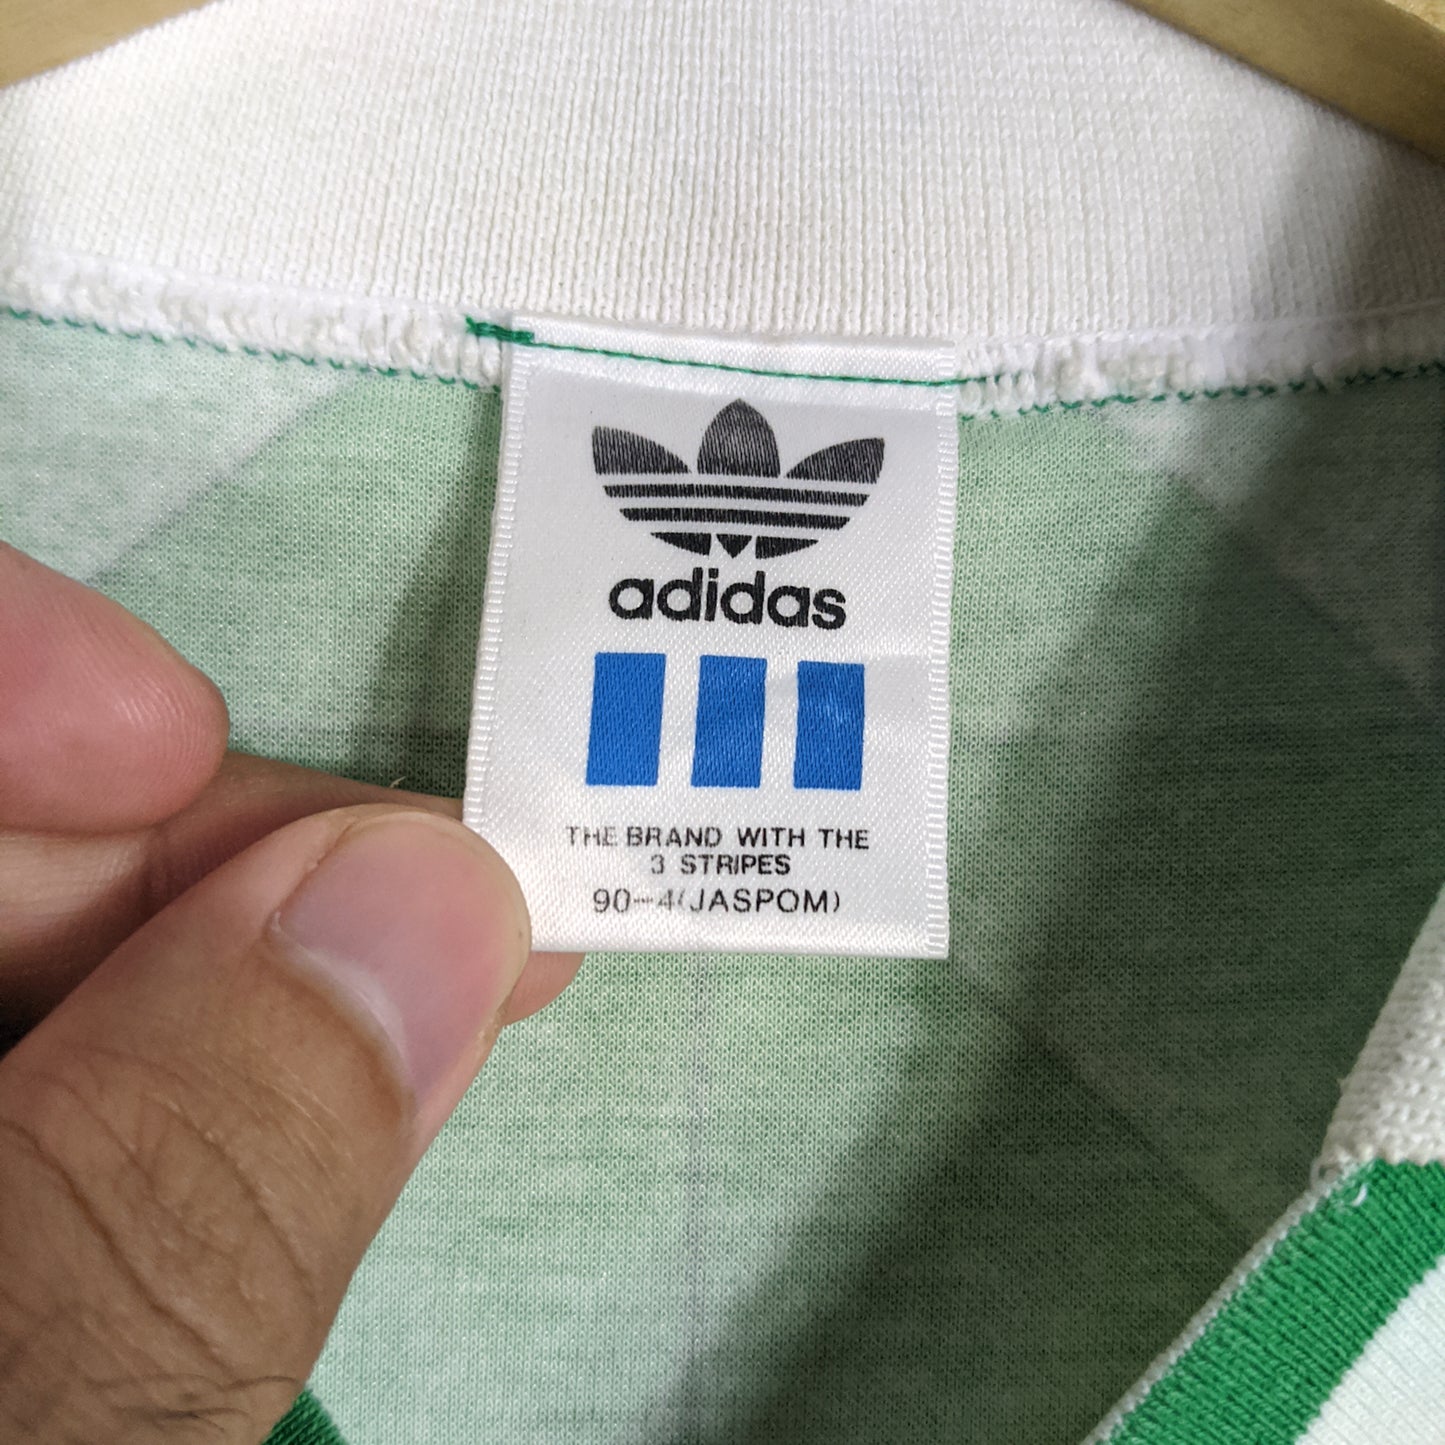 adidas
THE BRAND WITH THE
3 STRIPES
90-4(JASPOM)